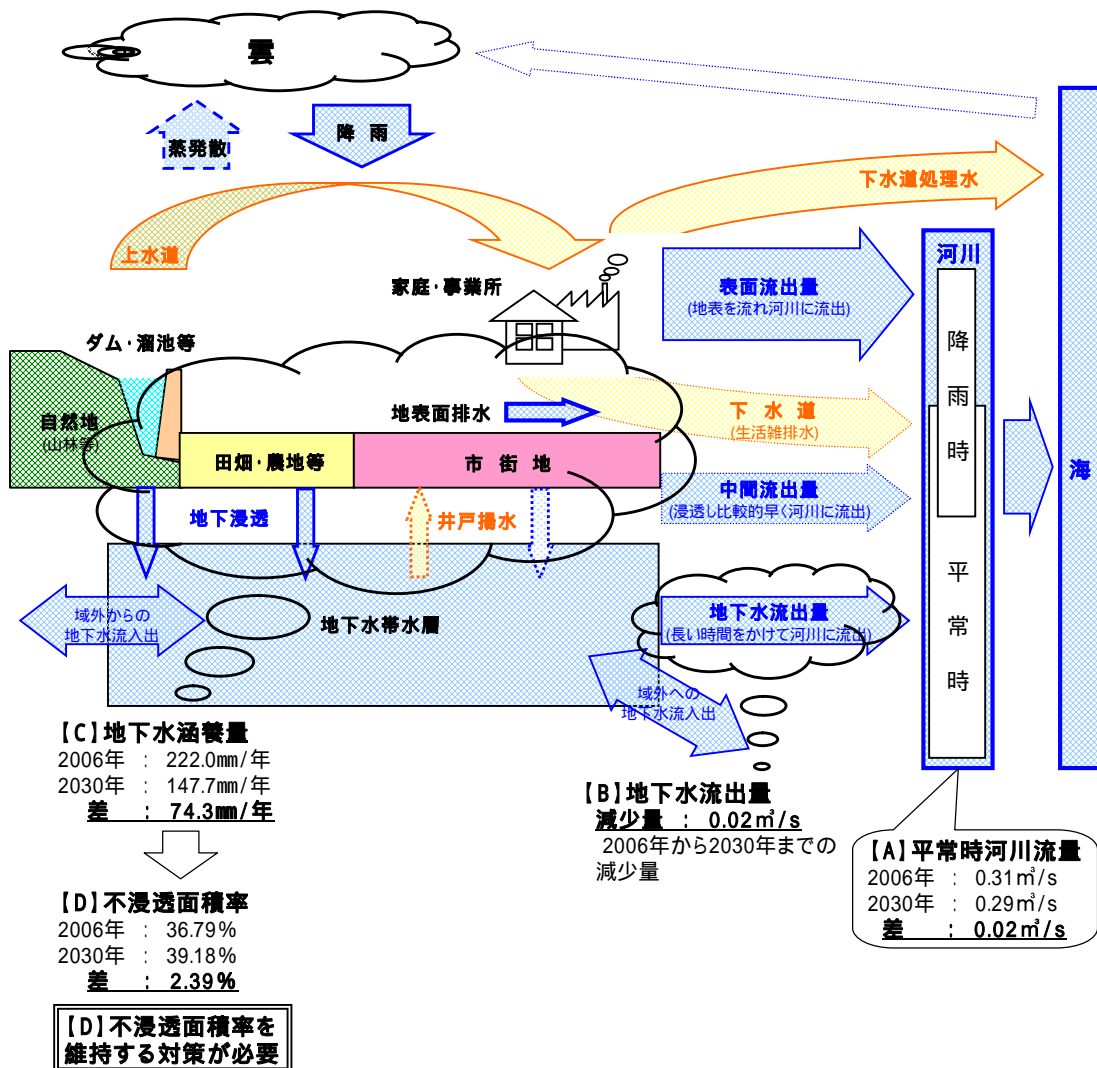 雲
蒸発散
降 雨
下水道処理水
上水道
河川
家庭・事業所
表面流出量
(地表を流れ河川に流出)
ダム・溜池等
降
雨
時
自然地
(山林等)
地表面排水
下 水 道
(生活雑排水)
田畑・農地等
市 街 地
海
中間流出量
(浸透し比較的早く河川に流出)
地下浸透
井戸揚水
平
常
時
域外からの
地下水流入出
地下水帯水層
地下水流出量
(長い時間をかけて河川に流出)
域外への
地下水流入出
【C】地下水涵養量
2006年 : 222.0mm/年
2030年 : 147.7mm/年
差 : 74.3mm/年
【B】地下水流出量
減少量 : 0.02㎥/s
2006年から2030年までの
減少量
【A】平常時河川流量
2006年 : 0.31㎥/s
2030年 : 0.29㎥/s
差 : 0.02㎥/s
【D】不浸透面積率
2006年 : 36.79%
2030年 : 39.18%
差 : 2.39%
【D】不浸透面積率を
維持する対策が必要